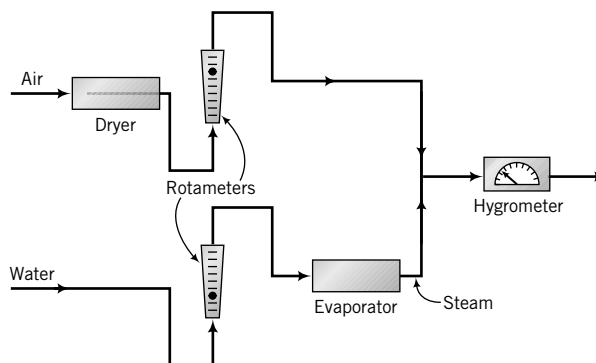 Air
Dryer
Rotameters
Hygrometer
Water
Evaporator
Steam